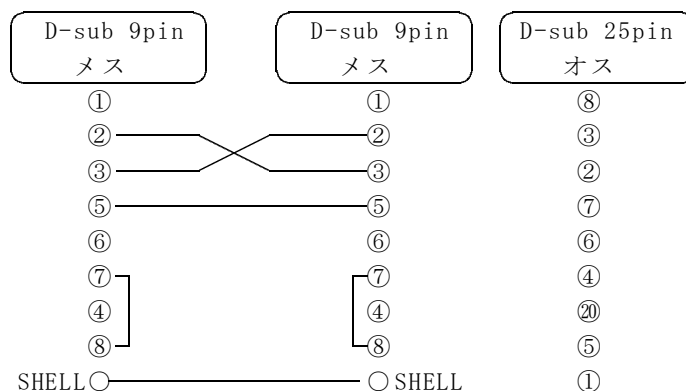 D-sub 9pin D-sub 9pin D-sub 25pin
メス メス オス
① ① ⑧
② ② ③
③ ③ ②
⑤ ⑤ ⑦
⑥ ⑥ ⑥
⑦ ⑦ ④
④ ④ ⑳
⑧ ⑧ ⑤
SHELL○ ○SHELL ①